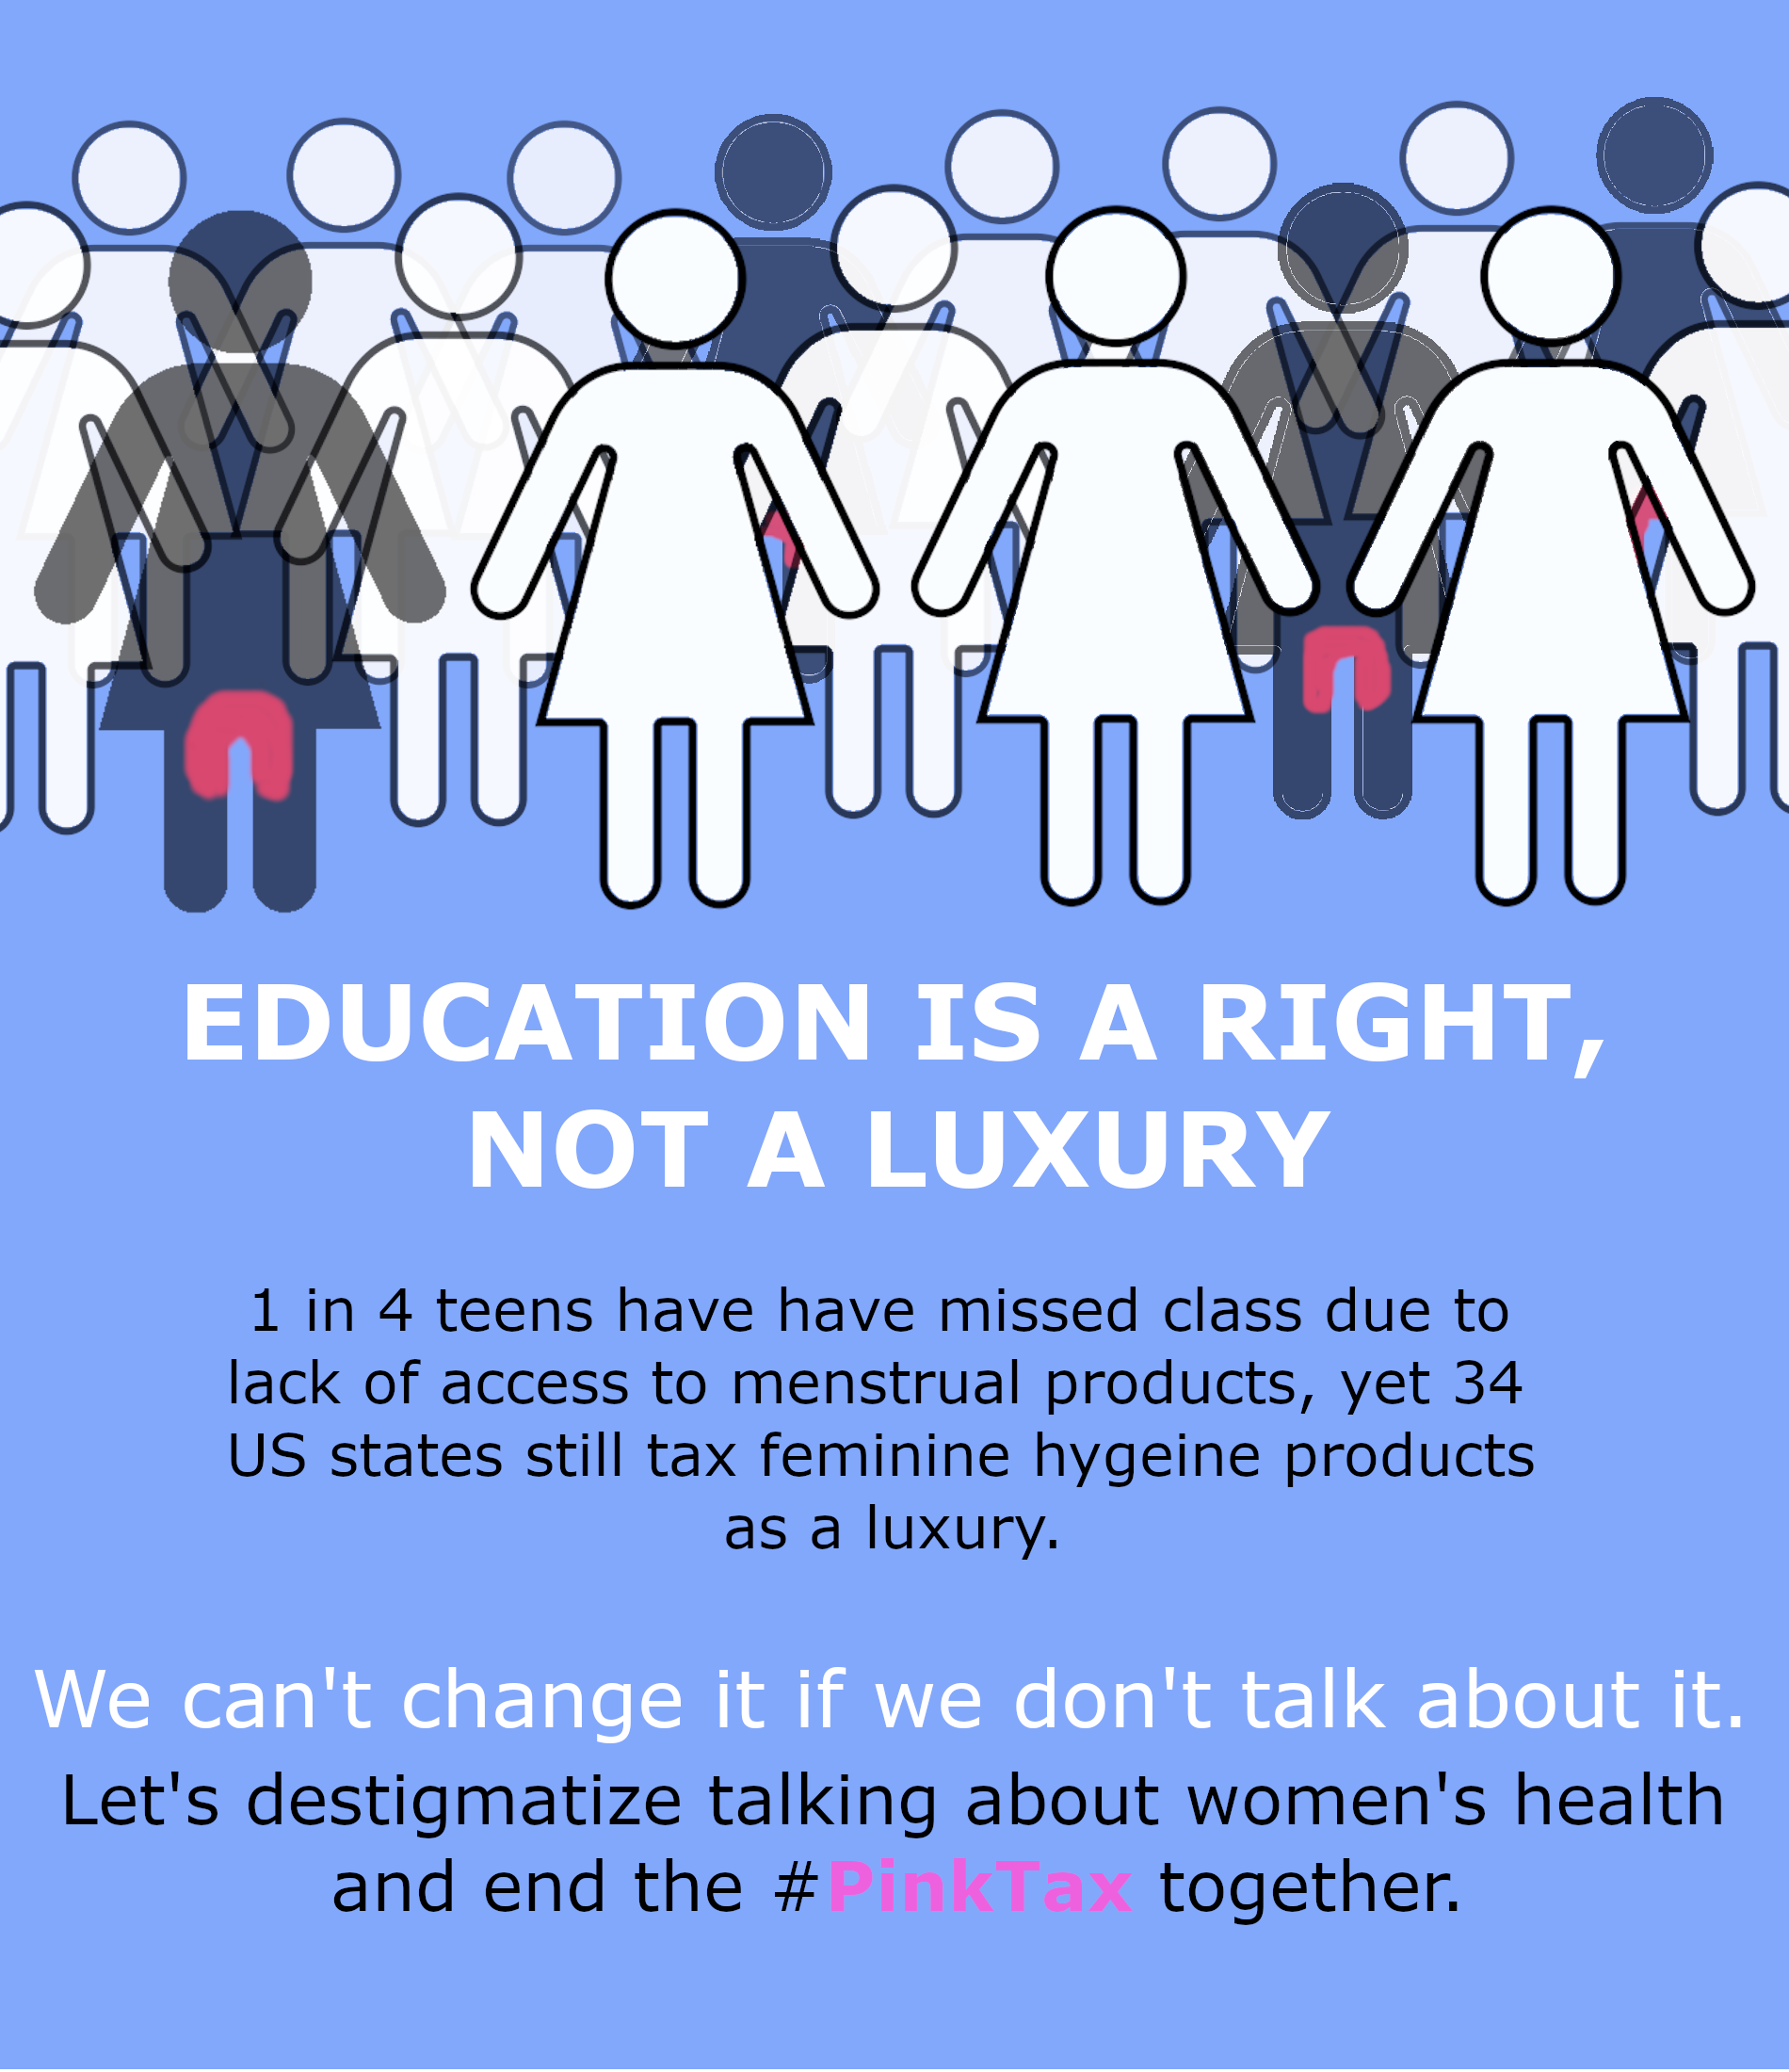 EDUCATION IS A RIGHT,
NOT A LUXURY
1 in 4 teens have have missed class due to
lack of access to menstrual products, yet 34
US states still tax feminine hygeine products
as a luxury.
We can't change it if we don't talk about it.
Let's destigmatize talking about women's health
and end the #PinkTax together.